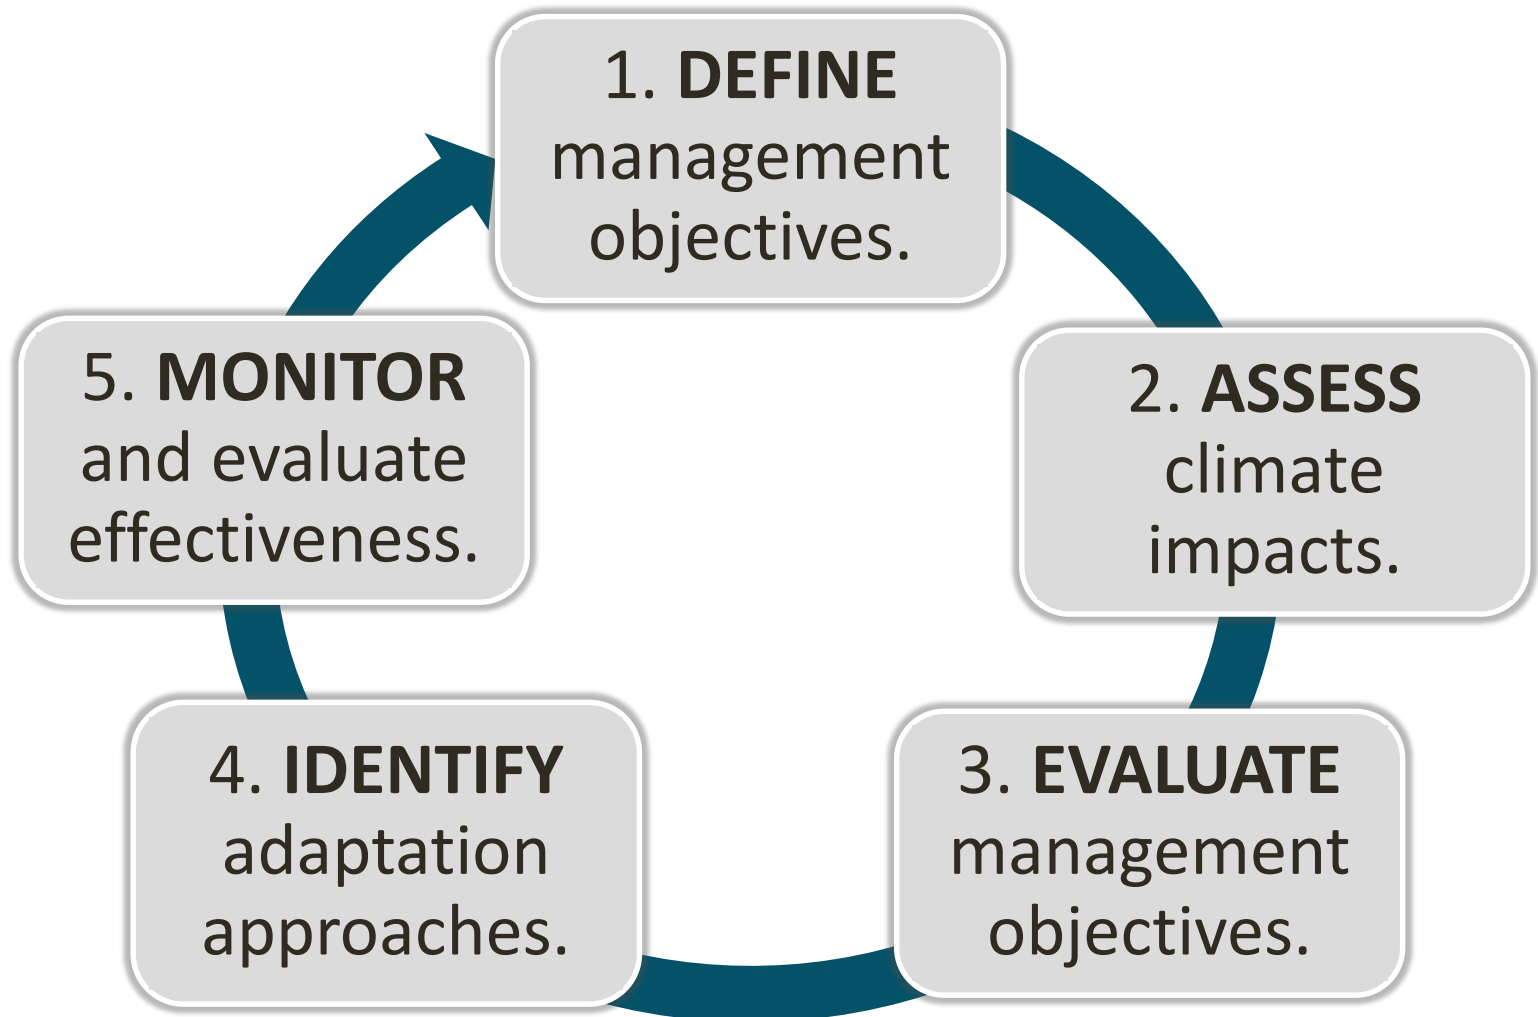 1. DEFINE
management
objectives.
2. ASSESS
climate
impacts.
3. EVALUATE
management
objectives.
4. IDENTIFY
adaptation
approaches.
5. MONITOR
and evaluate
effectiveness.